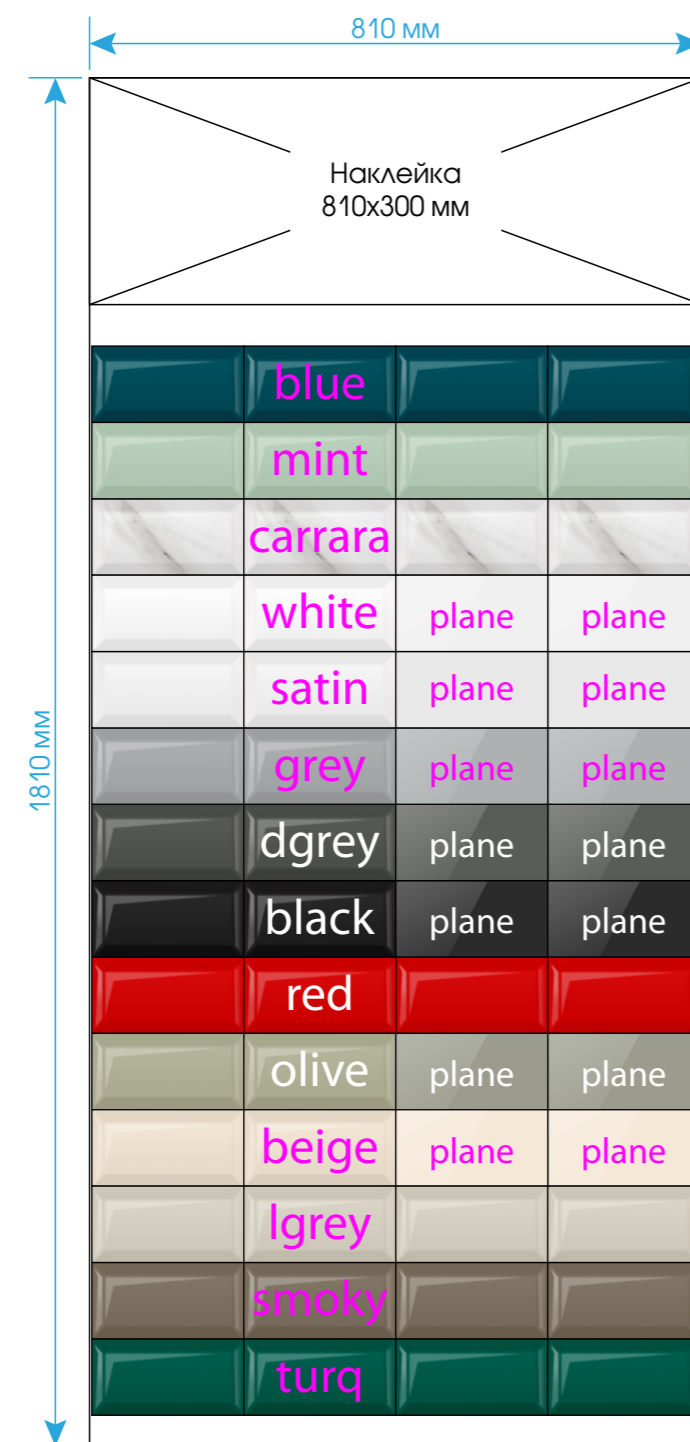 810 мм
Наклейка
810х300 мм
1810 мм
blue
mint
carrara
white plane plane
satin plane plane
grey plane plane
dgrey plane plane
black plane plane
red
olive plane plane
beige plane plane
lgrey
smoky
turq